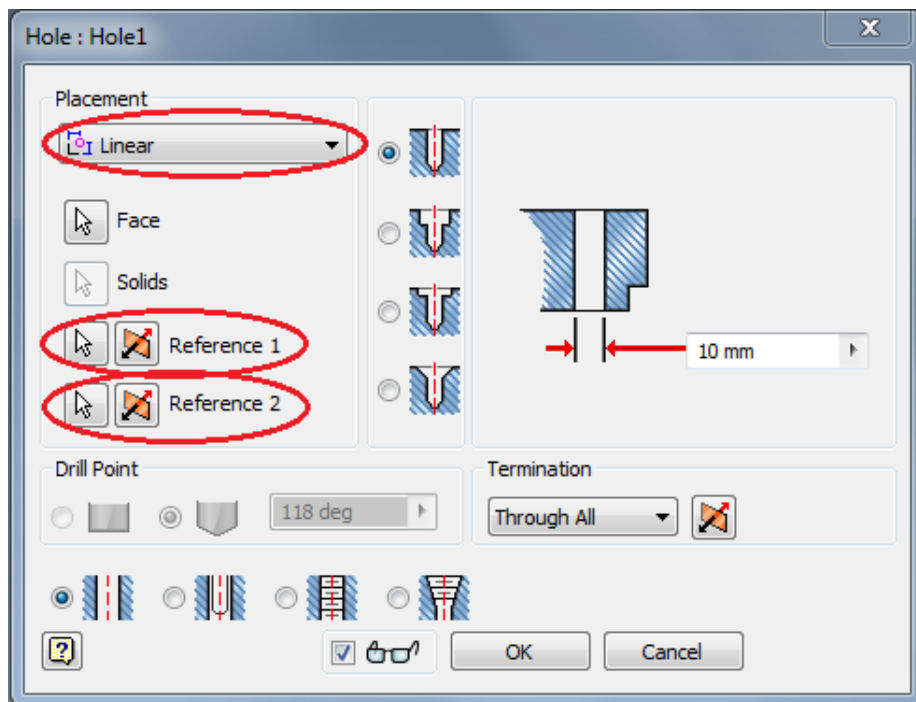 Hole : Hole1
Placement
Linear
Face
Solids
Reference 1
Reference 2
10 mm
Drill Point
118 deg
Termination
Through All
?
OK
Cancel